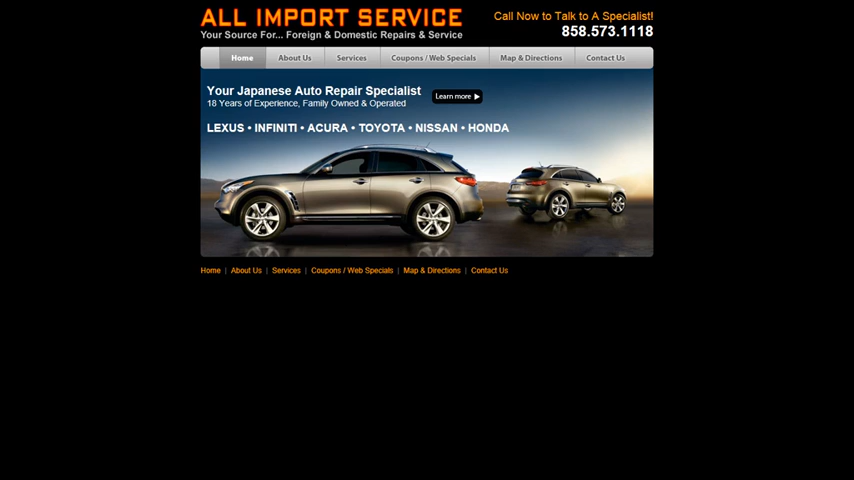 ALL IMPORT SERVICE
Your Source For... Foreign & Domestic Repairs & Service
Call Now to Talk to A Specialist!
858.573.1118
Home About Us Services Coupons / Web Specials Map & Directions Contact Us
Your Japanese Auto Repair Specialist
18 Years of Experience, Family Owned & Operated
Learn more
LEXUS • INFINITI • ACURA • TOYOTA • NISSAN • HONDA
Home | About Us | Services | Coupons / Web Specials | Map & Directions | Contact Us